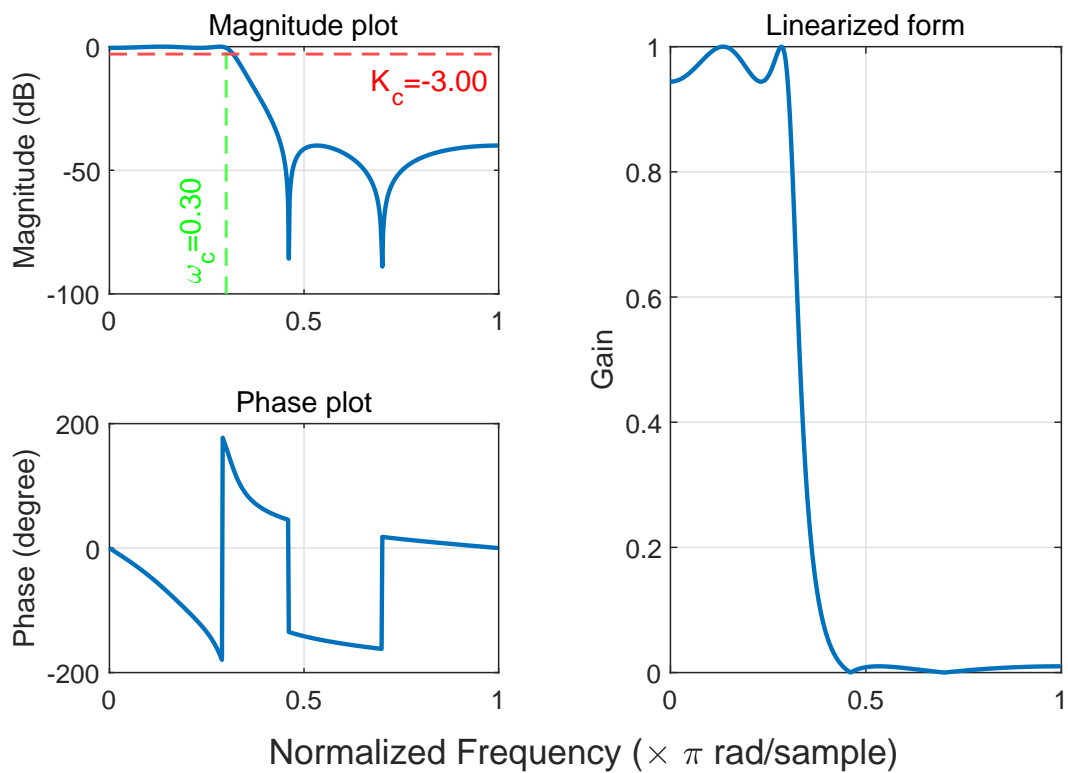 Magnitude plot
0
-50
-100
Magnitude (dB)
K_c=-3.00
ω_c=0.30
0
0.5
1
Phase plot
200
0
-200
Phase (degree)
0
0.5
1
Linearized form
1
0.8
0.6
0.4
0.2
0
Gain
0
0.5
1
Normalized Frequency (× π rad/sample)